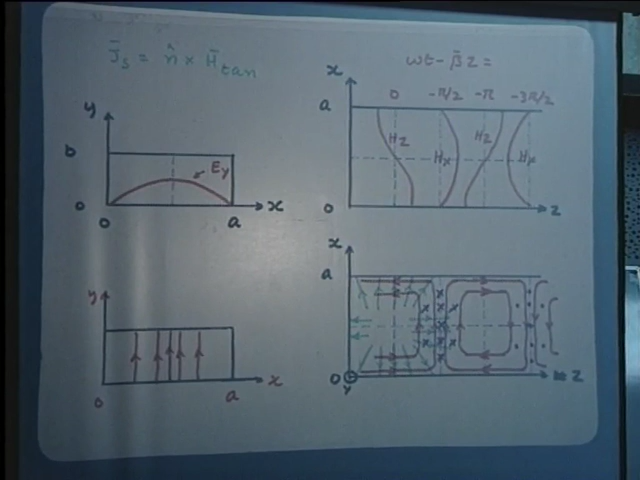 J̄s = n̂ × H̄tan
ωt - β̄z =
y
b
0
0
a
x
Ey
x
a
0
0
-π/2
-π
-3π/2
Hz
Hx
Hz
Hx
z
y
0
a
x
x
a
0
y
z